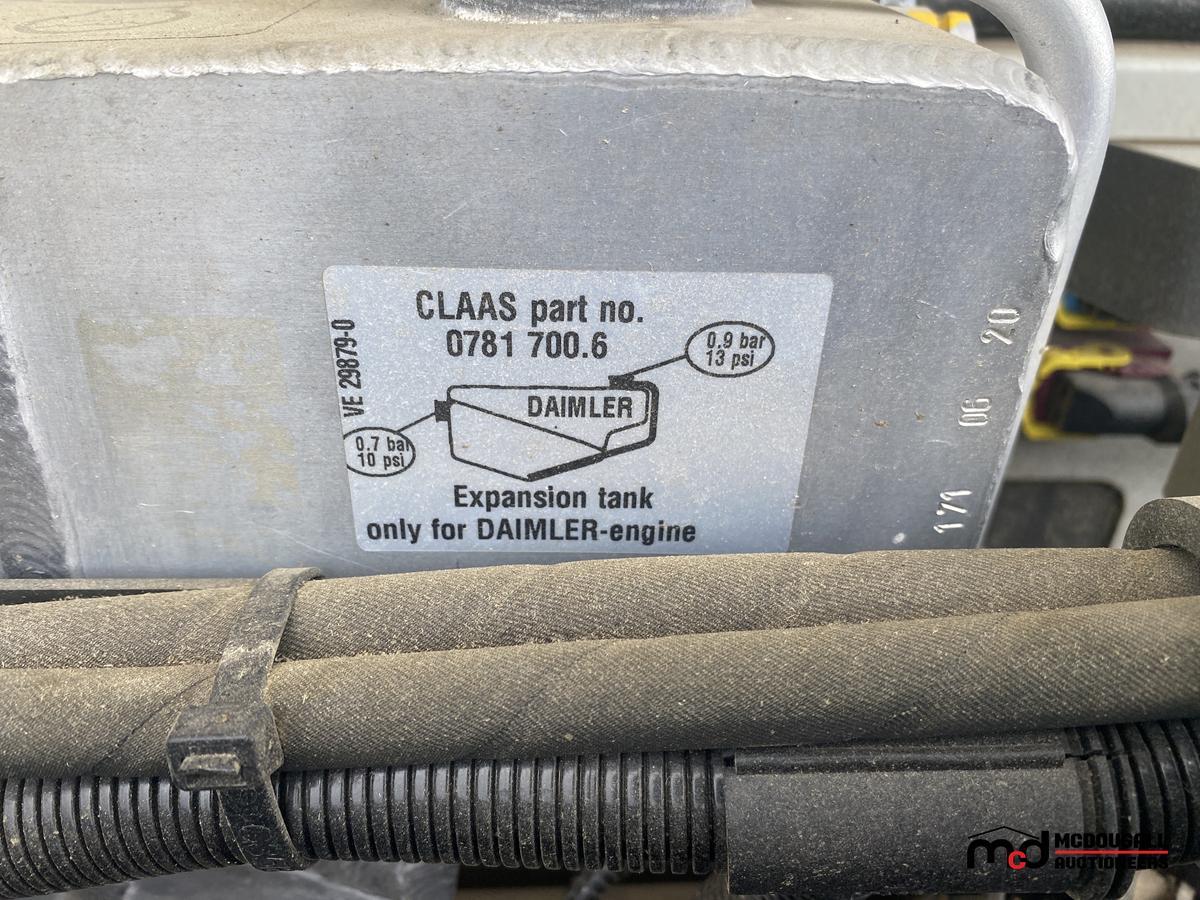 CLAAS part no.
0781 700.6
VE 29879-0
0.9 bar
13 psi
DAIMLER
0.7 bar
10 psi
Expansion tank
only for DAIMLER-engine
171 06 20
mcd MCDOUGALL
AUCTIONEERS